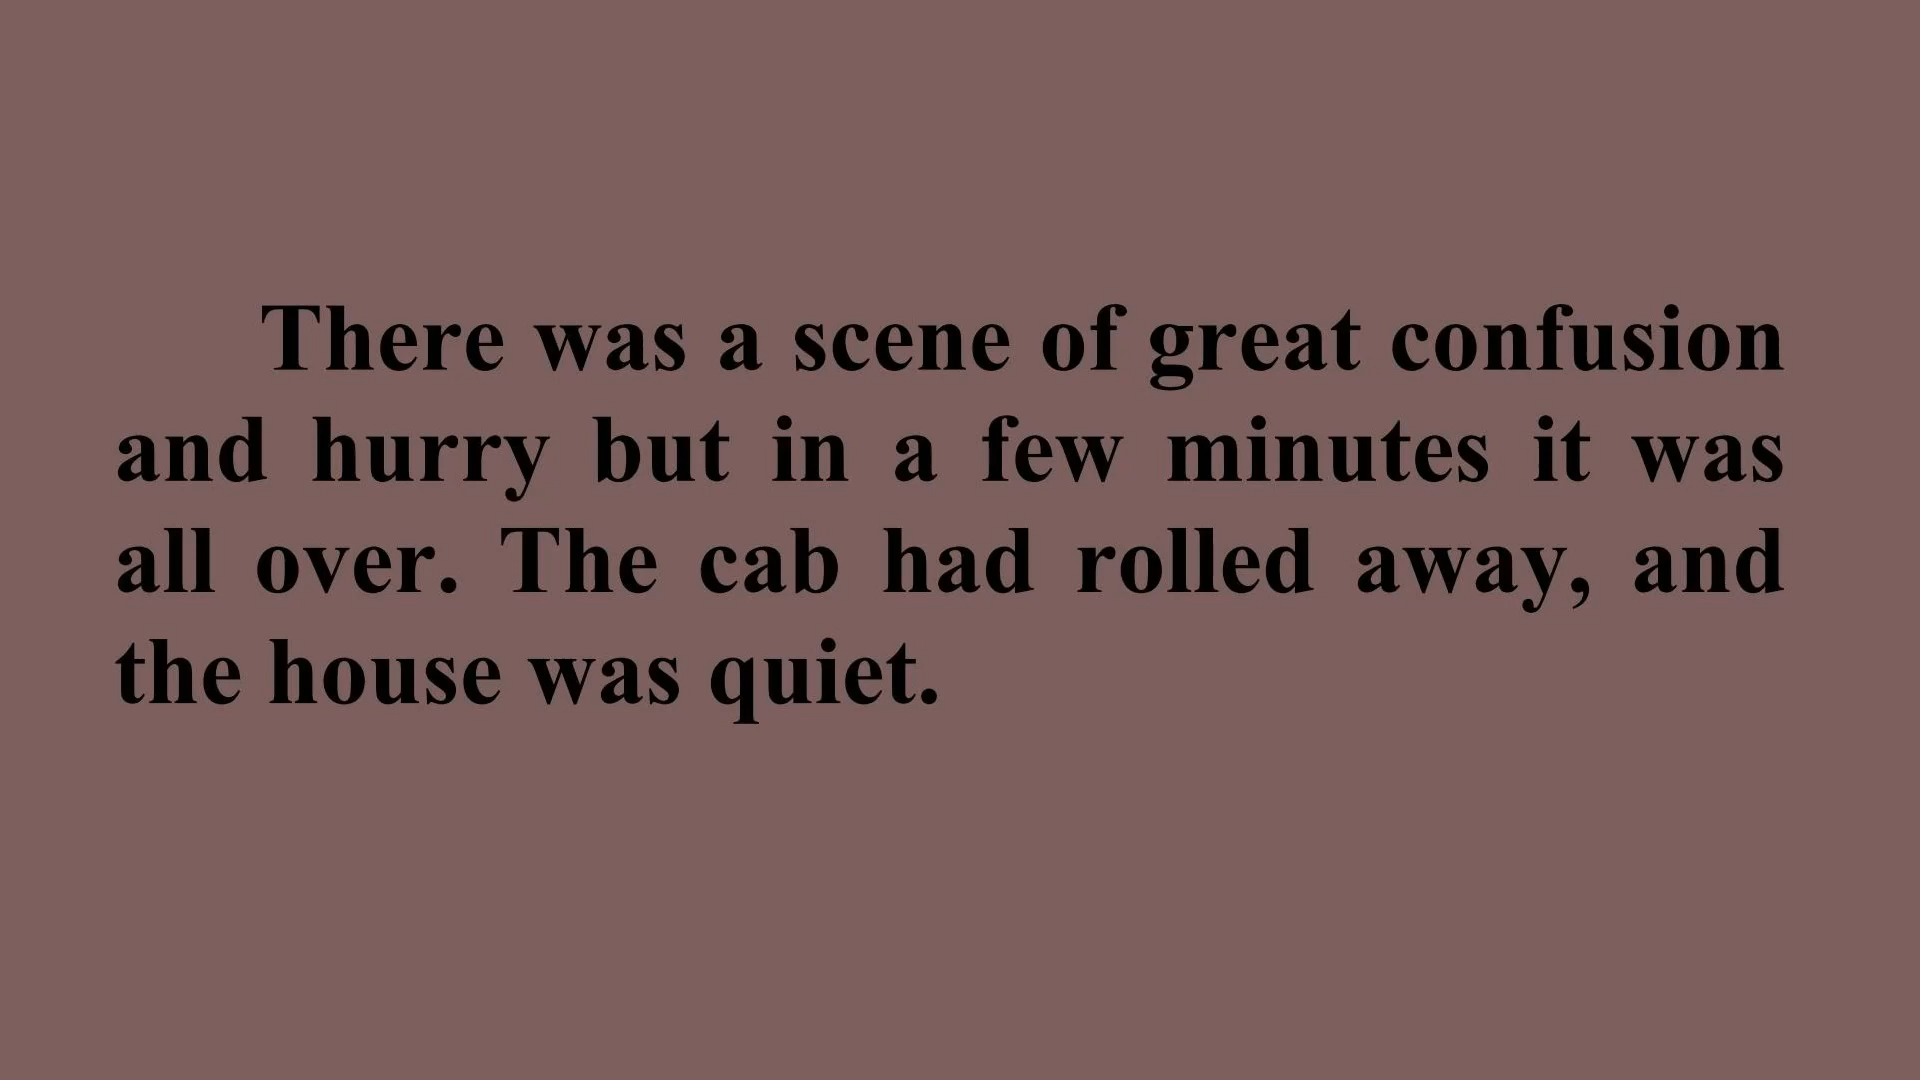 There was a scene of great confusion
and hurry but in a few minutes it was
all over. The cab had rolled away, and
the house was quiet.